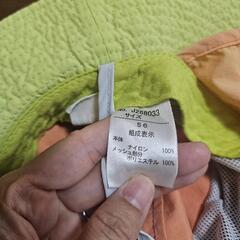 NO. J268033
サイズ
56
組成表示
本体
ナイロン 100%
メッシュ部分
ポリエステル 100%